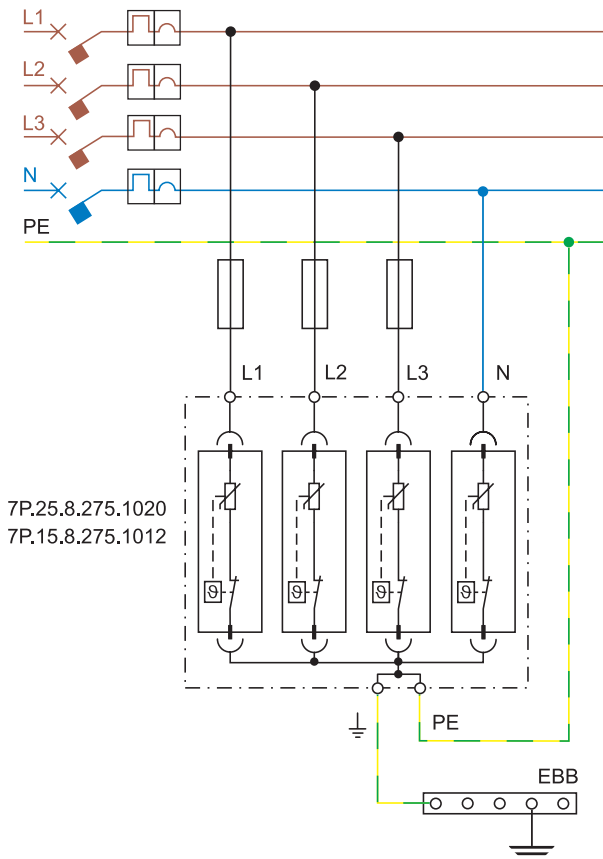 L1
L2
L3
N
PE
L1 L2 L3 N
7P.25.8.275.1020
7P.15.8.275.1012
ϑ ϑ ϑ ϑ
PE
EBB